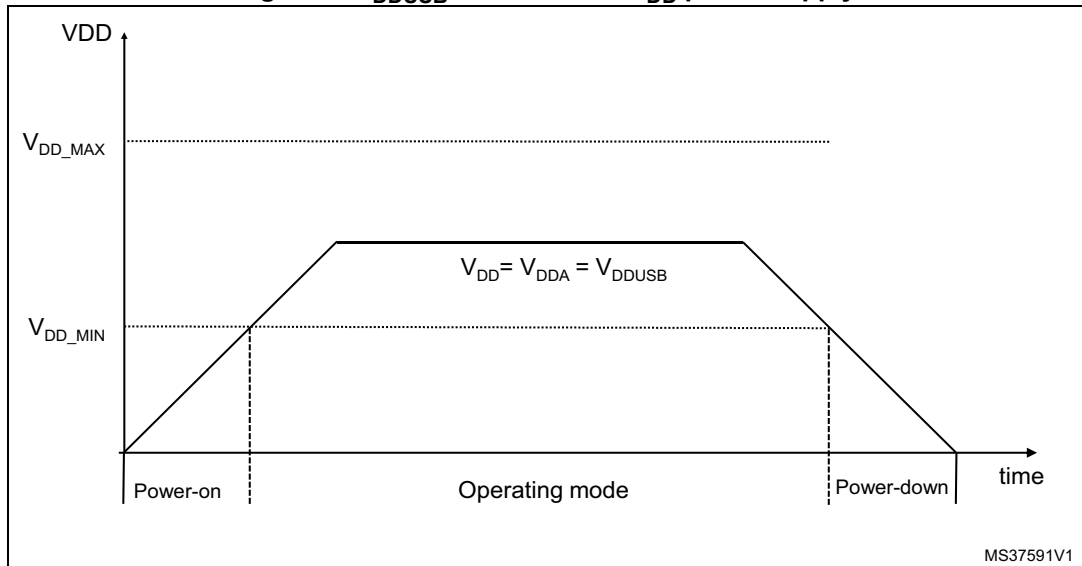 VDD
V_DD_MAX
V_DD= V_DDA = V_DDUSB
V_DD_MIN
Power-on Operating mode Power-down time
MS37591V1